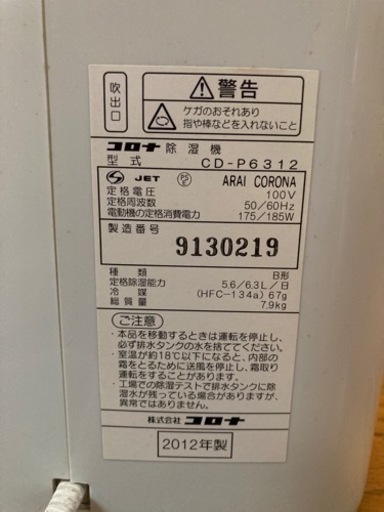 吹出口
警告
ケガのおそれあり
指や棒などを入れないこと
コロナ 除湿機
型式 CD-P6312
JET PS E ARAI CORONA
定格電圧 100V
定格周波数 50/60Hz
電動機の定格消費電力 175/185W
製造番号
9130219
種類 B形
定格除湿能力 5.6/6.3L/日
冷媒 (HFC-134a) 67g
総質量 7.9kg
ご注意
・本品を移動するときは運転を停止し、
必ず排水タンクの水を捨ててください。
・室温が約18℃以下になると、内部の
霜をとるために送風を停止し、霜取り
運転をすることがあります。
・工場での除湿テストで排水タンクに除
湿水が残っている場合がありますが、
異常ではありません。
株式会社 コロナ
2012年製